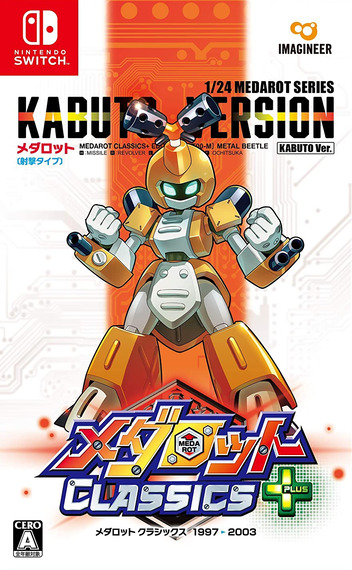 NINTENDO
SWITCH
IMAGINEER
1/24 MEDAROT SERIES
KABUTO VERSION
メダロット
(射撃タイプ)
KABUTO Ver.
MEDAROT CLASSICS+
METAL BEETLE
MISSILE
REVOLVER
OCHITSUKA
メダロット
MEDA
ROT
CLASSICS
PLUS
メダロット クラシックス 1997▸2003
CERO
A
全年齢対象